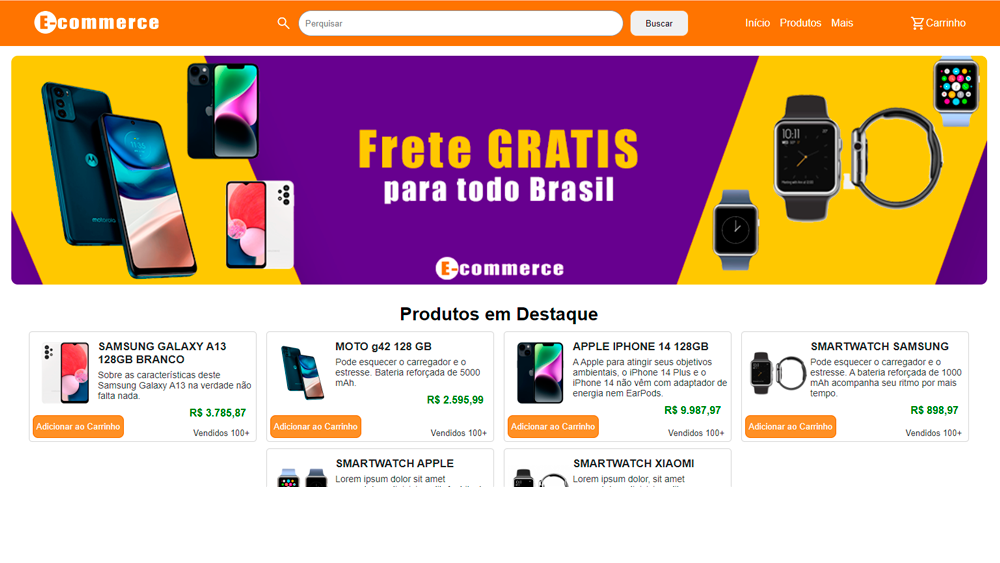 E-commerce
Perquisar
Buscar
Início Produtos Mais
Carrinho
Frete GRATIS
para todo Brasil
E-commerce
10:11
Produtos em Destaque
SAMSUNG GALAXY A13
128GB BRANCO
Sobre as características deste
Samsung Galaxy A13 na verdade não
falta nada.
R$ 3.785,87
Adicionar ao Carrinho
Vendidos 100+
MOTO g42 128 GB
Pode esquecer o carregador e o
estresse. Bateria reforçada de 5000
mAh.
R$ 2.595,99
Adicionar ao Carrinho
Vendidos 100+
APPLE IPHONE 14 128GB
A Apple para atingir seus objetivos
ambientais, o iPhone 14 Plus e o
iPhone 14 não vêm com adaptador de
energia nem EarPods.
R$ 9.987,97
Adicionar ao Carrinho
Vendidos 100+
SMARTWATCH SAMSUNG
Pode esquecer o carregador e o
estresse. A bateria reforçada de 1000
mAh acompanha seu ritmo por mais
tempo.
R$ 898,97
Adicionar ao Carrinho
Vendidos 100+
SMARTWATCH APPLE
Lorem ipsum dolor sit amet
SMARTWATCH XIAOMI
Lorem ipsum dolor, sit amet